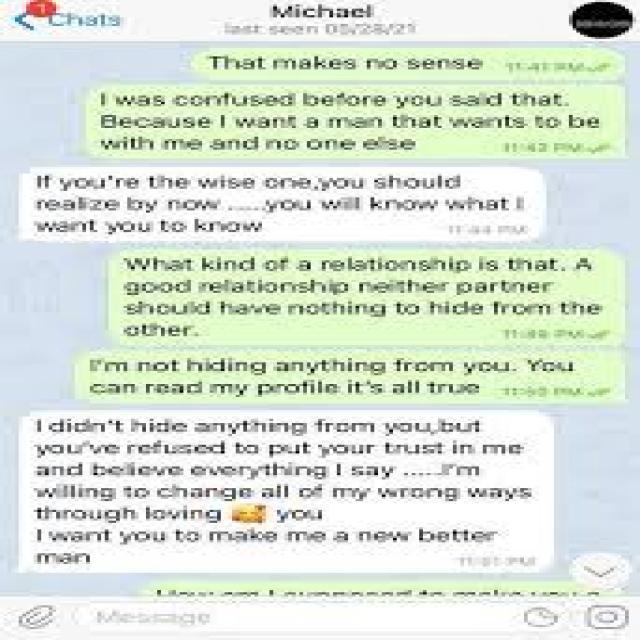 1
Chats
Michael
last seen 05/28/21
That makes no sense
11:41 PM
I was confused before you said that.
Because I want a man that wants to be
with me and no one else
11:42 PM
If you're the wise one,you should
realize by now .....you will know what I
want you to know
11:44 PM
What kind of a relationship is that. A
good relationship neither partner
should have nothing to hide from the
other.
I'm not hiding anything from you. You
can read my profile it's all true
11:50 PM
I didn't hide anything from you,but
you've refused to put your trust in me
and believe everything I say .....I'm
willing to change all of my wrong ways
through loving 🥰 you
I want you to make me a new better
man
11:51 PM
How am I supposed to make you a
Message